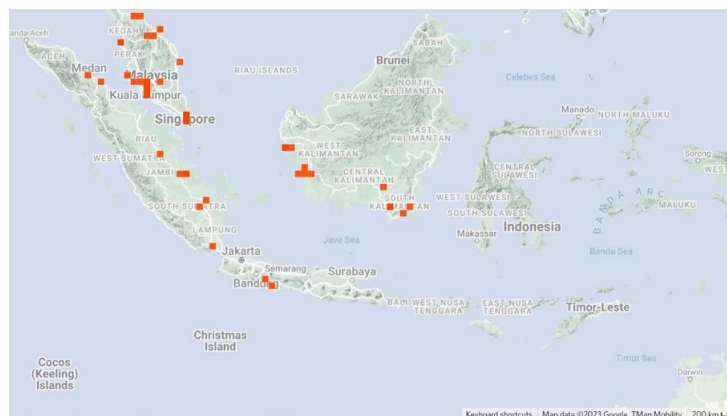 anda Aceh
ACEH
Medan
KEDAH
PERAK
Malaysia
Kuala Lumpur
RIAU ISLANDS
Singapore
RIAU
WEST SUMATRA
JAMBI
SOUTH SUMATRA
LAMPUNG
Brunei
SABAH
SARAWAK
NORTH
KALIMANTAN
EAST
KALIMANTAN
WEST
KALIMANTAN
CENTRAL
KALIMANTAN
SOUTH
KALIMANTAN
Celebes Sea
Manado
NORTH MALUKU
NORTH SULAWESI
CENTRAL
SULAWESI
WEST SULAWESI
SOUTH
SULAWESI
Makassar
Sorong
WEST
BANDA ARC
MALUKU
Indonesia
Banda Sea
Java Sea
Jakarta
Semarang
Bandung
Surabaya
BALI
WEST NUSA
TENGGARA
EAST NUSA
TENGGARA
Timor-Leste
Christmas
Island
Cocos
(Keeling)
Islands
Timor Sea
Darwin
Keyboard shortcuts
Map data ©2023 Google, TMap Mobility
200 km